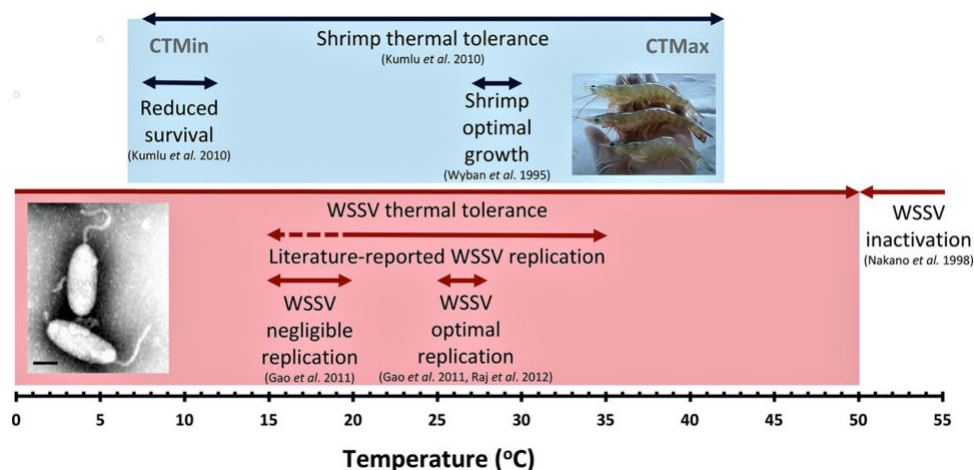 CTMin
Shrimp thermal tolerance
(Kumlu et al. 2010)
CTMax
Reduced
survival
(Kumlu et al. 2010)
Shrimp
optimal
growth
(Wyban et al. 1995)
WSSV thermal tolerance
WSSV
inactivation
(Nakano et al. 1998)
Literature-reported WSSV replication
WSSV
negligible
replication
(Gao et al. 2011)
WSSV
optimal
replication
(Gao et al. 2011, Raj et al. 2012)
0 5 10 15 20 25 30 35 40 45 50 55
Temperature (°C)